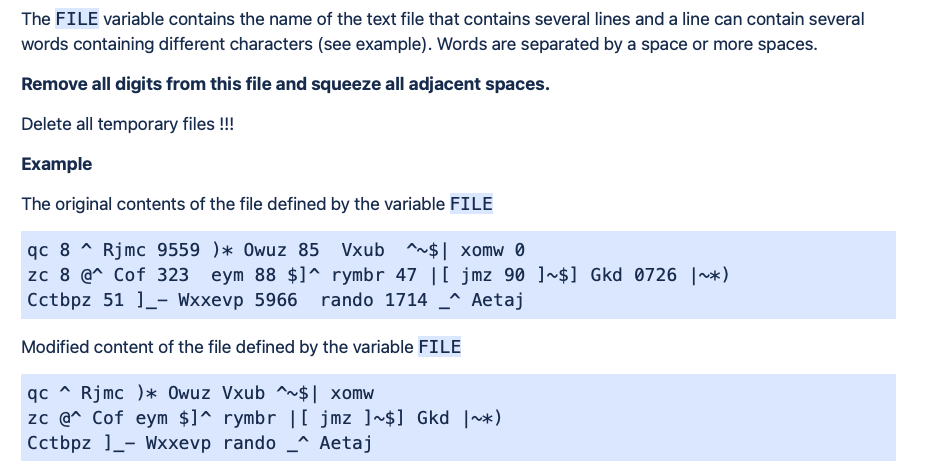 The FILE variable contains the name of the text file that contains several lines and a line can contain several
words containing different characters (see example). Words are separated by a space or more spaces.
Remove all digits from this file and squeeze all adjacent spaces.
Delete all temporary files !!!
Example
The original contents of the file defined by the variable FILE
qc 8 ^ Rjmc 9559 )* Owuz 85  Vxub  ^~$| xomw 0
zc 8 @^ Cof 323  eym 88 $]^ rymbr 47 |[ jmz 90 ]~$] Gkd 0726 |~*)
Cctbpz 51 ]_– Wxxevp 5966  rando 1714 _^ Aetaj
Modified content of the file defined by the variable FILE
qc ^ Rjmc )* Owuz Vxub ^~$| xomw
zc @^ Cof eym $]^ rymbr |[ jmz ]~$] Gkd |~*)
Cctbpz ]_– Wxxevp rando _^ Aetaj